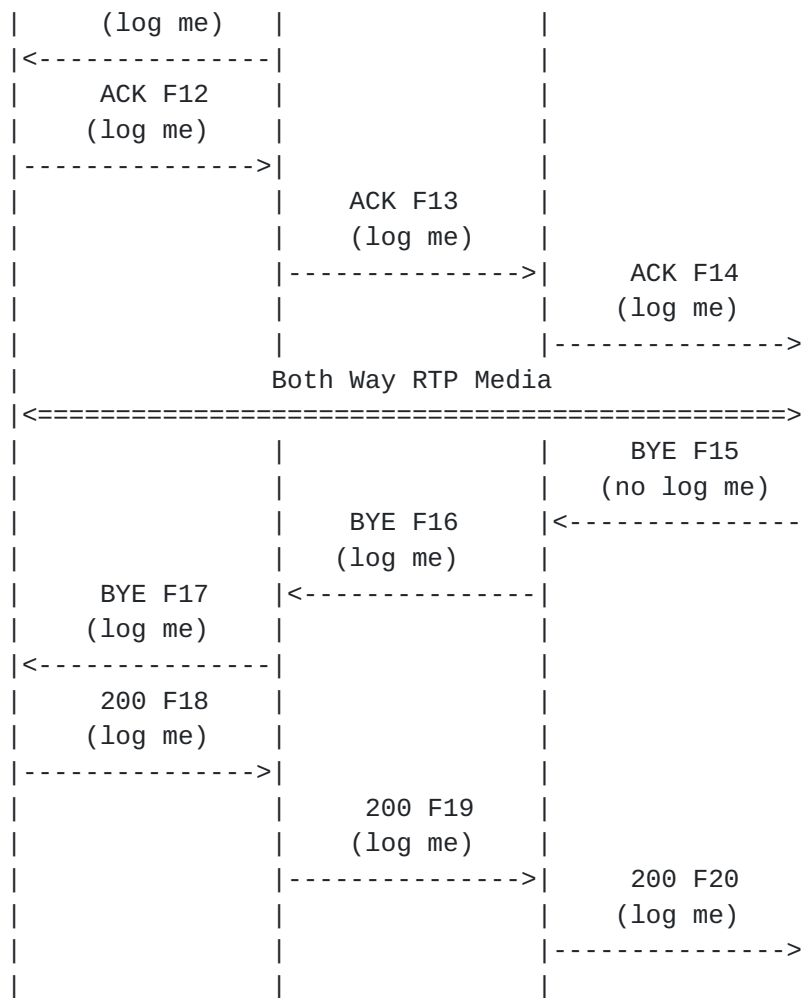 (log me)
ACK F12
(log me)
ACK F13
(log me)
ACK F14
(log me)
Both Way RTP Media
BYE F15
(no log me)
BYE F16
(log me)
BYE F17
(log me)
200 F18
(log me)
200 F19
(log me)
200 F20
(log me)